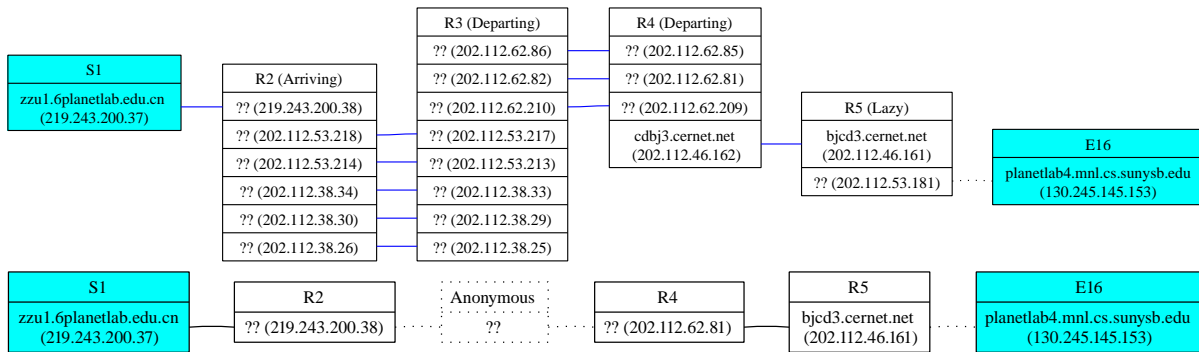 S1
zzu1.6planetlab.edu.cn
(219.243.200.37)
R2 (Arriving)
?? (219.243.200.38)
?? (202.112.53.218)
?? (202.112.53.214)
?? (202.112.38.34)
?? (202.112.38.30)
?? (202.112.38.26)
R3 (Departing)
?? (202.112.62.86)
?? (202.112.62.82)
?? (202.112.62.210)
?? (202.112.53.217)
?? (202.112.53.213)
?? (202.112.38.33)
?? (202.112.38.29)
?? (202.112.38.25)
R4 (Departing)
?? (202.112.62.85)
?? (202.112.62.81)
?? (202.112.62.209)
cdbj3.cernet.net
(202.112.46.162)
R5 (Lazy)
bjcd3.cernet.net
(202.112.46.161)
?? (202.112.53.181)
E16
planetlab4.mnl.cs.sunysb.edu
(130.245.145.153)
S1
zzu1.6planetlab.edu.cn
(219.243.200.37)
R2
?? (219.243.200.38)
Anonymous
??
R4
?? (202.112.62.81)
R5
bjcd3.cernet.net
(202.112.46.161)
E16
planetlab4.mnl.cs.sunysb.edu
(130.245.145.153)